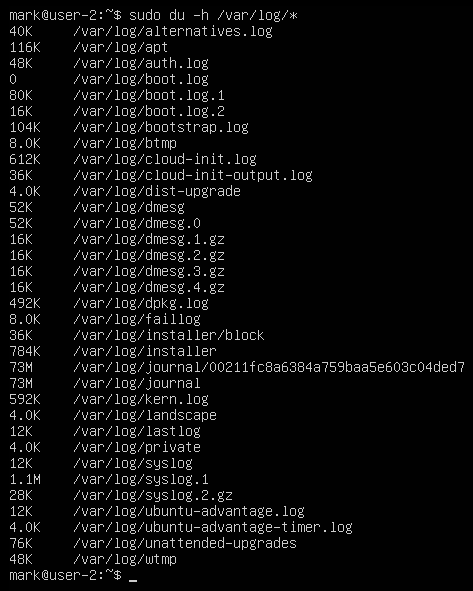 mark@user-2:~$ sudo du -h /var/log/*
40K /var/log/alternatives.log
116K /var/log/apt
48K /var/log/auth.log
0 /var/log/boot.log
80K /var/log/boot.log.1
16K /var/log/boot.log.2
104K /var/log/bootstrap.log
8.0K /var/log/btmp
612K /var/log/cloud-init.log
36K /var/log/cloud-init-output.log
4.0K /var/log/dist-upgrade
52K /var/log/dmesg
52K /var/log/dmesg.0
16K /var/log/dmesg.1.gz
16K /var/log/dmesg.2.gz
16K /var/log/dmesg.3.gz
16K /var/log/dmesg.4.gz
492K /var/log/dpkg.log
8.0K /var/log/faillog
36K /var/log/installer/block
784K /var/log/installer
73M /var/log/journal/00211fc8a6384a759baa5e603c04ded7
73M /var/log/journal
592K /var/log/kern.log
4.0K /var/log/landscape
12K /var/log/lastlog
4.0K /var/log/private
12K /var/log/syslog
1.1M /var/log/syslog.1
28K /var/log/syslog.2.gz
12K /var/log/ubuntu-advantage.log
4.0K /var/log/ubuntu-advantage-timer.log
76K /var/log/unattended-upgrades
48K /var/log/wtmp
mark@user-2:~$ _